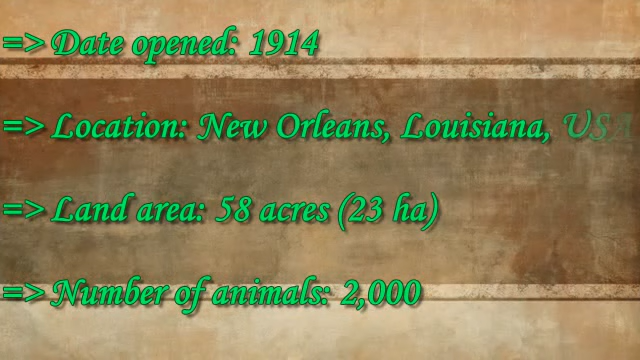 => Date opened: 1914
=> Location: New Orleans, Louisiana, USA
=> Land area: 58 acres (23 ha)
=> Number of animals: 2,000